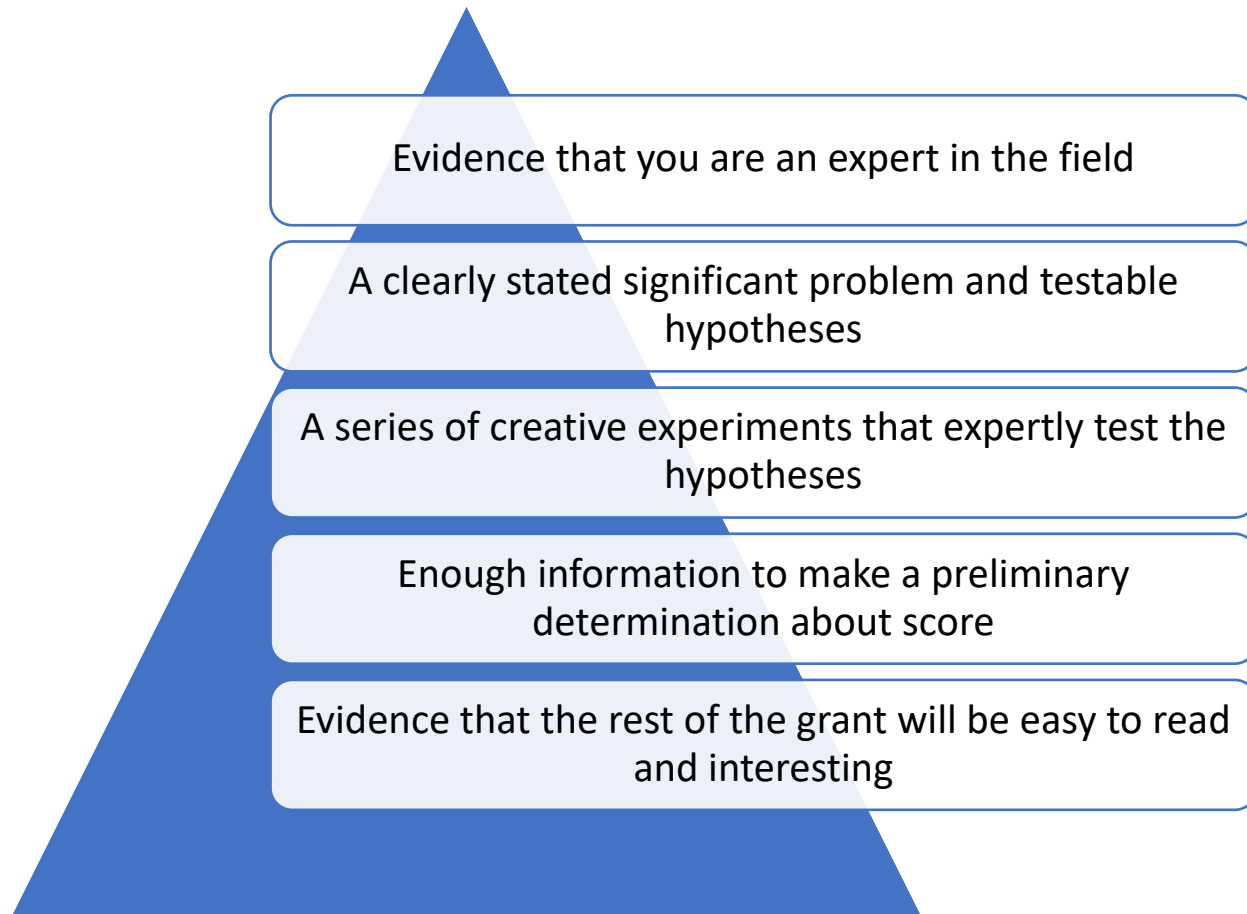 Evidence that you are an expert in the field
A clearly stated significant problem and testable
hypotheses
A series of creative experiments that expertly test the
hypotheses
Enough information to make a preliminary
determination about score
Evidence that the rest of the grant will be easy to read
and interesting